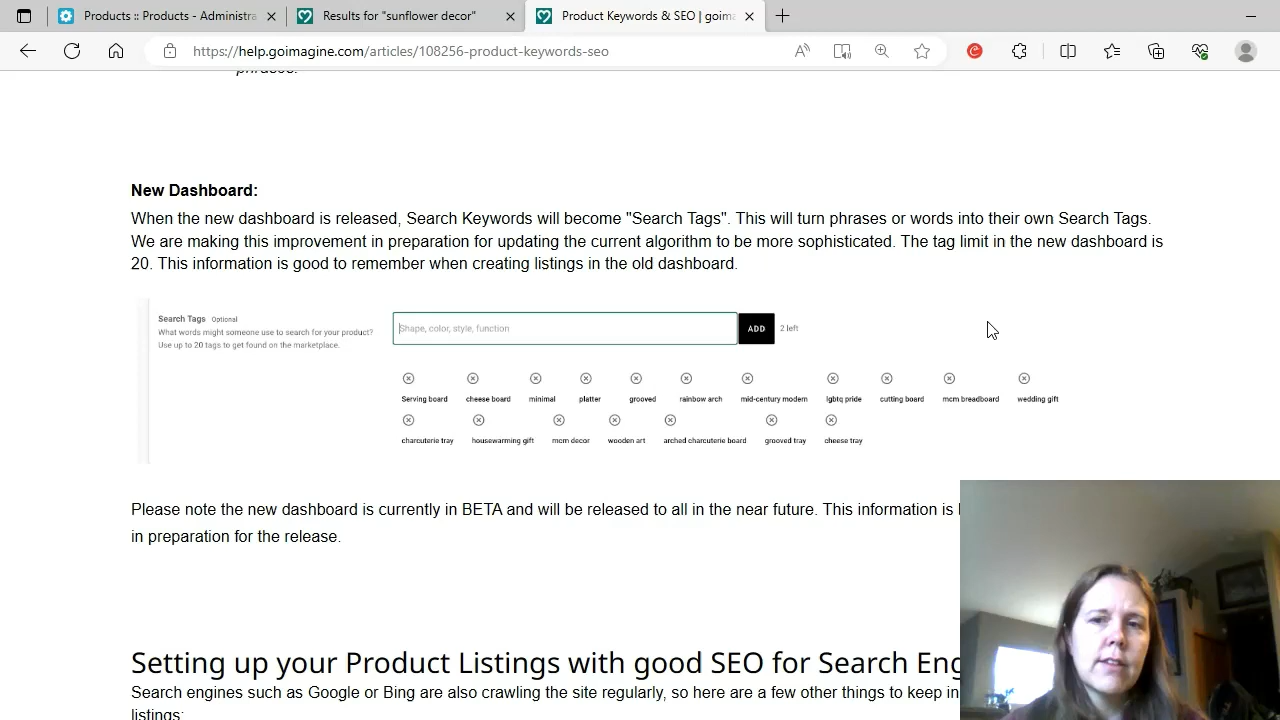 Products :: Products - Administra
Results for "sunflower decor"
Product Keywords & SEO | goima
https://help.goimagine.com/articles/108256-product-keywords-seo
phrases.
New Dashboard:
When the new dashboard is released, Search Keywords will become "Search Tags". This will turn phrases or words into their own Search Tags.
We are making this improvement in preparation for updating the current algorithm to be more sophisticated. The tag limit in the new dashboard is
20. This information is good to remember when creating listings in the old dashboard.
Search Tags Optional
What words might someone use to search for your product?
Use up to 20 tags to get found on the marketplace.
Shape, color, style, function
ADD
2 left
Serving board cheese board minimal platter grooved rainbow arch mid-century modern lgbtq pride cutting board mcm breadboard wedding gift
charcuterie tray housewarming gift mcm decor wooden art arched charcuterie board grooved tray cheese tray
Please note the new dashboard is currently in BETA and will be released to all in the near future. This information is
in preparation for the release.
Setting up your Product Listings with good SEO for Search Eng
Search engines such as Google or Bing are also crawling the site regularly, so here are a few other things to keep in
listings: